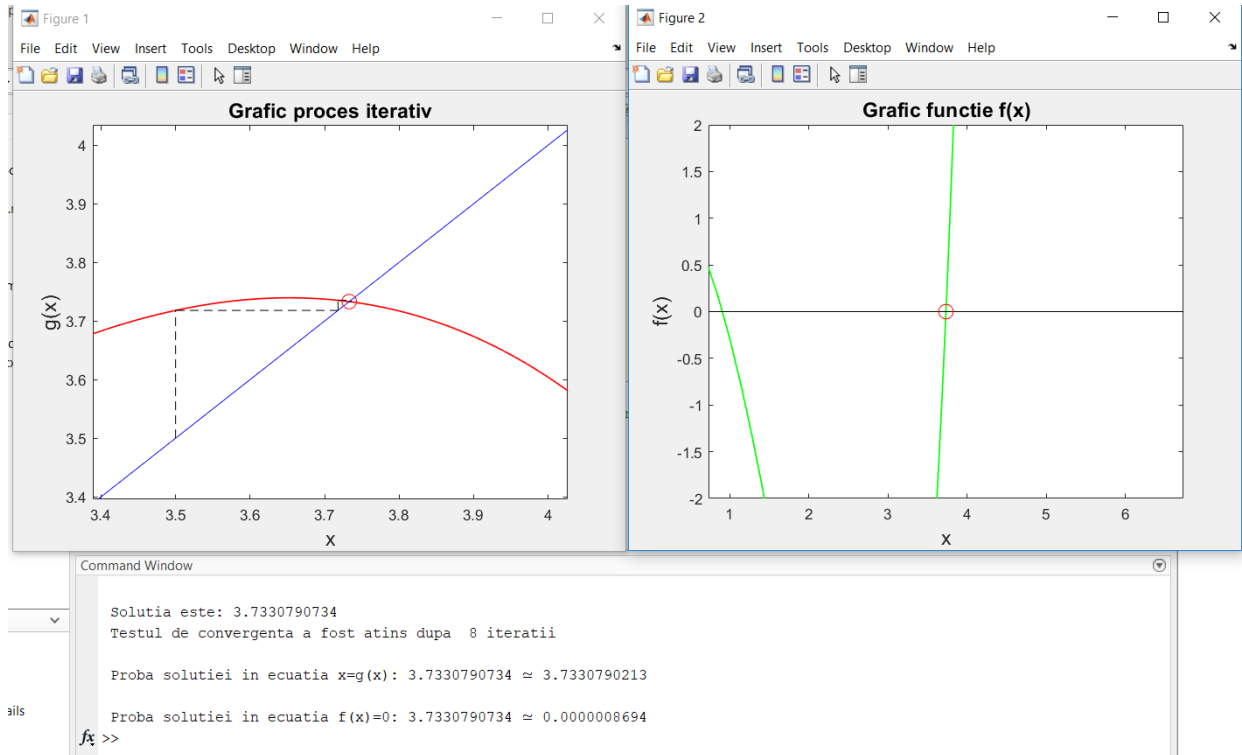 Figure 1
File Edit View Insert Tools Desktop Window Help
Grafic proces iterativ
4
3.9
3.8
3.7
3.6
3.5
3.4
g(x)
3.4 3.5 3.6 3.7 3.8 3.9 4
x
Figure 2
File Edit View Insert Tools Desktop Window Help
Grafic functie f(x)
2
1.5
1
0.5
0
-0.5
-1
-1.5
-2
f(x)
1 2 3 4 5 6
x
Command Window
Solutia este: 3.7330790734
Testul de convergenta a fost atins dupa 8 iteratii
Proba solutiei in ecuatia x=g(x): 3.7330790734 ≃ 3.7330790213
Proba solutiei in ecuatia f(x)=0: 3.7330790734 ≃ 0.0000008694
fx >>
ails